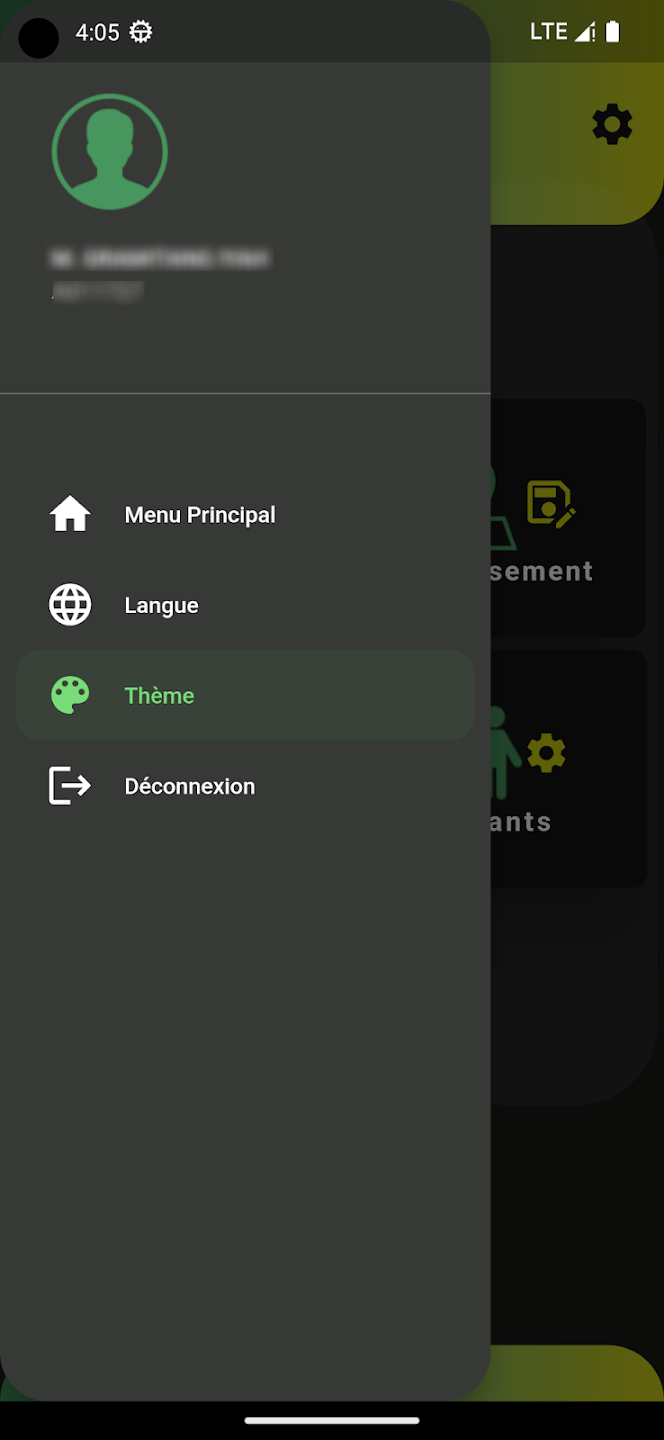 4:05 LTE
Menu Principal
Langue
sement
Thème
Déconnexion
ants